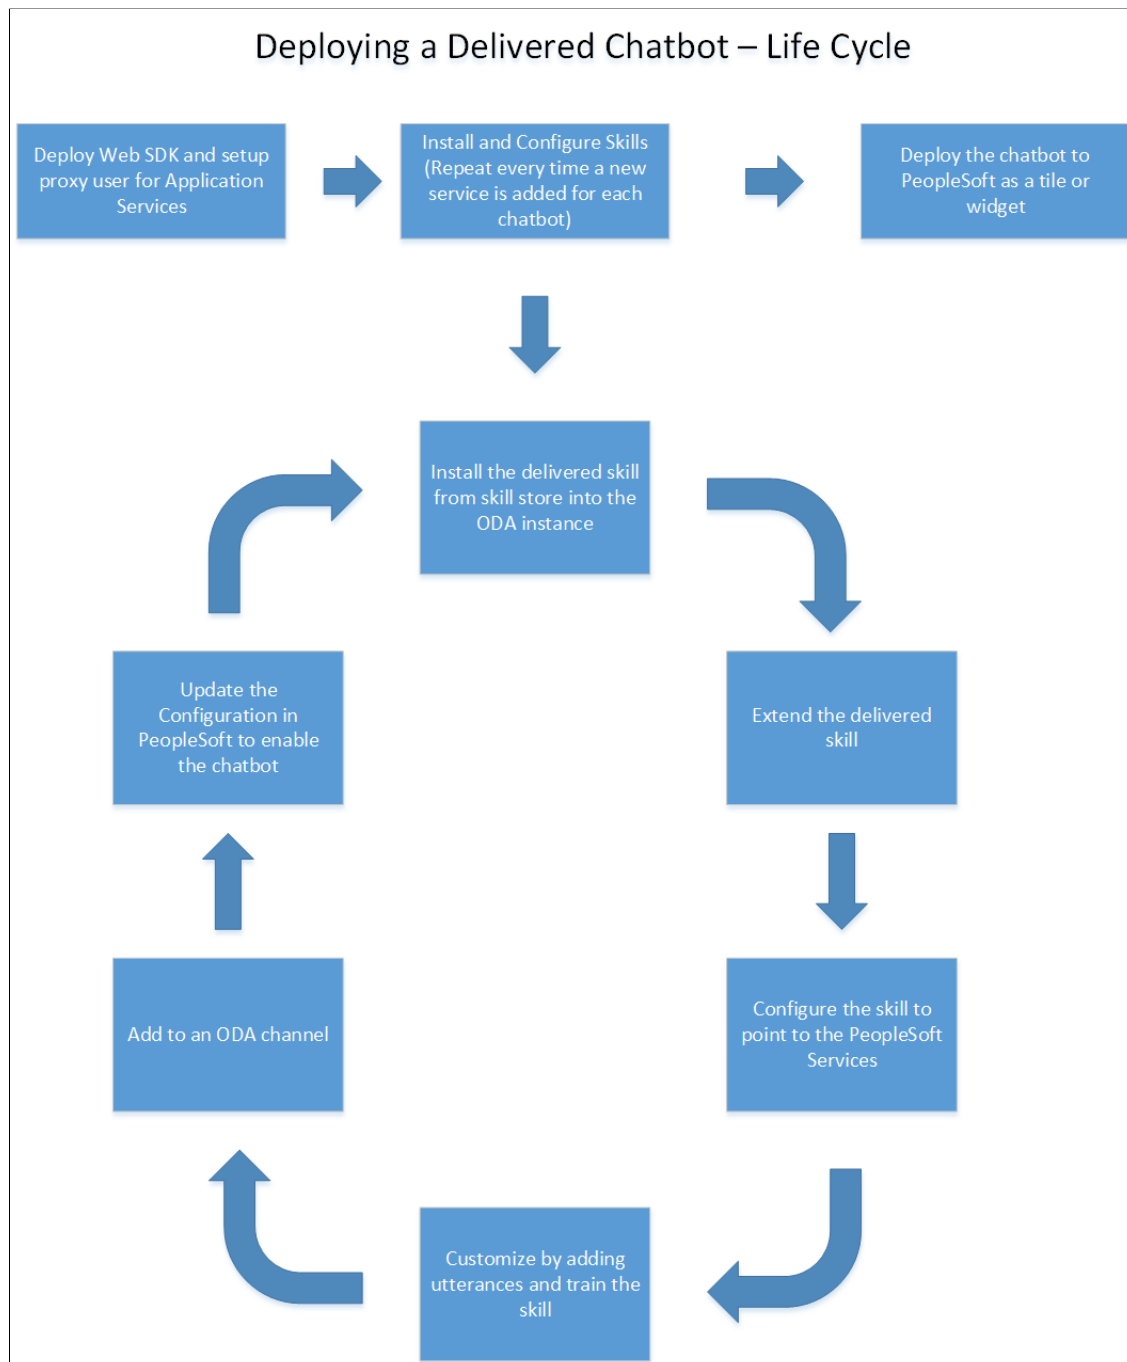 Deploying a Delivered Chatbot – Life Cycle
Deploy Web SDK and setup
proxy user for Application
Services
Install and Configure Skills
(Repeat every time a new
service is added for each
chatbot)
Deploy the chatbot to
PeopleSoft as a tile or
widget
Install the delivered skill
from skill store into the
ODA instance
Extend the delivered
skill
Configure the skill to
point to the PeopleSoft
Services
Customize by adding
utterances and train the
skill
Add to an ODA channel
Update the
Configuration in
PeopleSoft to enable
the chatbot